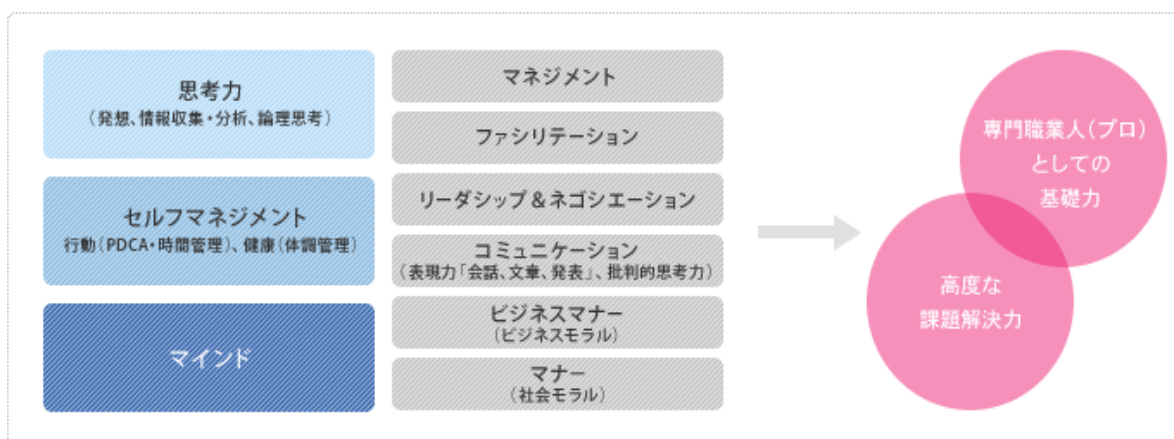 思考力
（発想、情報収集・分析、論理思考）
セルフマネジメント
行動（PDCA・時間管理）、健康（体調管理）
マインド
マネジメント
ファシリテーション
リーダシップ＆ネゴシエーション
コミュニケーション
（表現力「会話、文章、発表」、批判的思考力）
ビジネスマナー
（ビジネスモラル）
マナー
（社会モラル）
専門職業人（プロ）
としての
基礎力
高度な
課題解決力